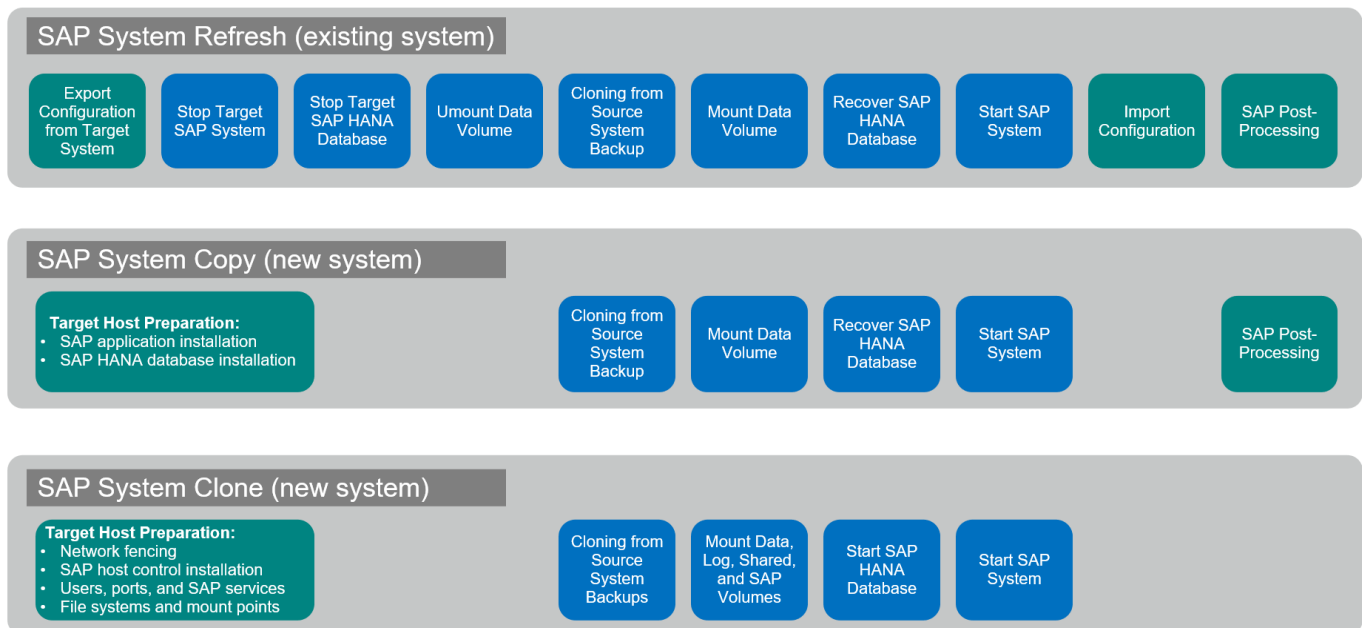 SAP System Refresh (existing system)
Export
Configuration
from Target
System
Stop Target
SAP System
Stop Target
SAP HANA
Database
Umount Data
Volume
Cloning from
Source
System
Backup
Mount Data
Volume
Recover SAP
HANA
Database
Start SAP
System
Import
Configuration
SAP Post-
Processing
SAP System Copy (new system)
Target Host Preparation:
• SAP application installation
• SAP HANA database installation
Cloning from
Source
System
Backup
Mount Data
Volume
Recover SAP
HANA
Database
Start SAP
System
SAP Post-
Processing
SAP System Clone (new system)
Target Host Preparation:
• Network fencing
• SAP host control installation
• Users, ports, and SAP services
• File systems and mount points
Cloning from
Source
System
Backups
Mount Data,
Log, Shared,
and SAP
Volumes
Start SAP
HANA
Database
Start SAP
System